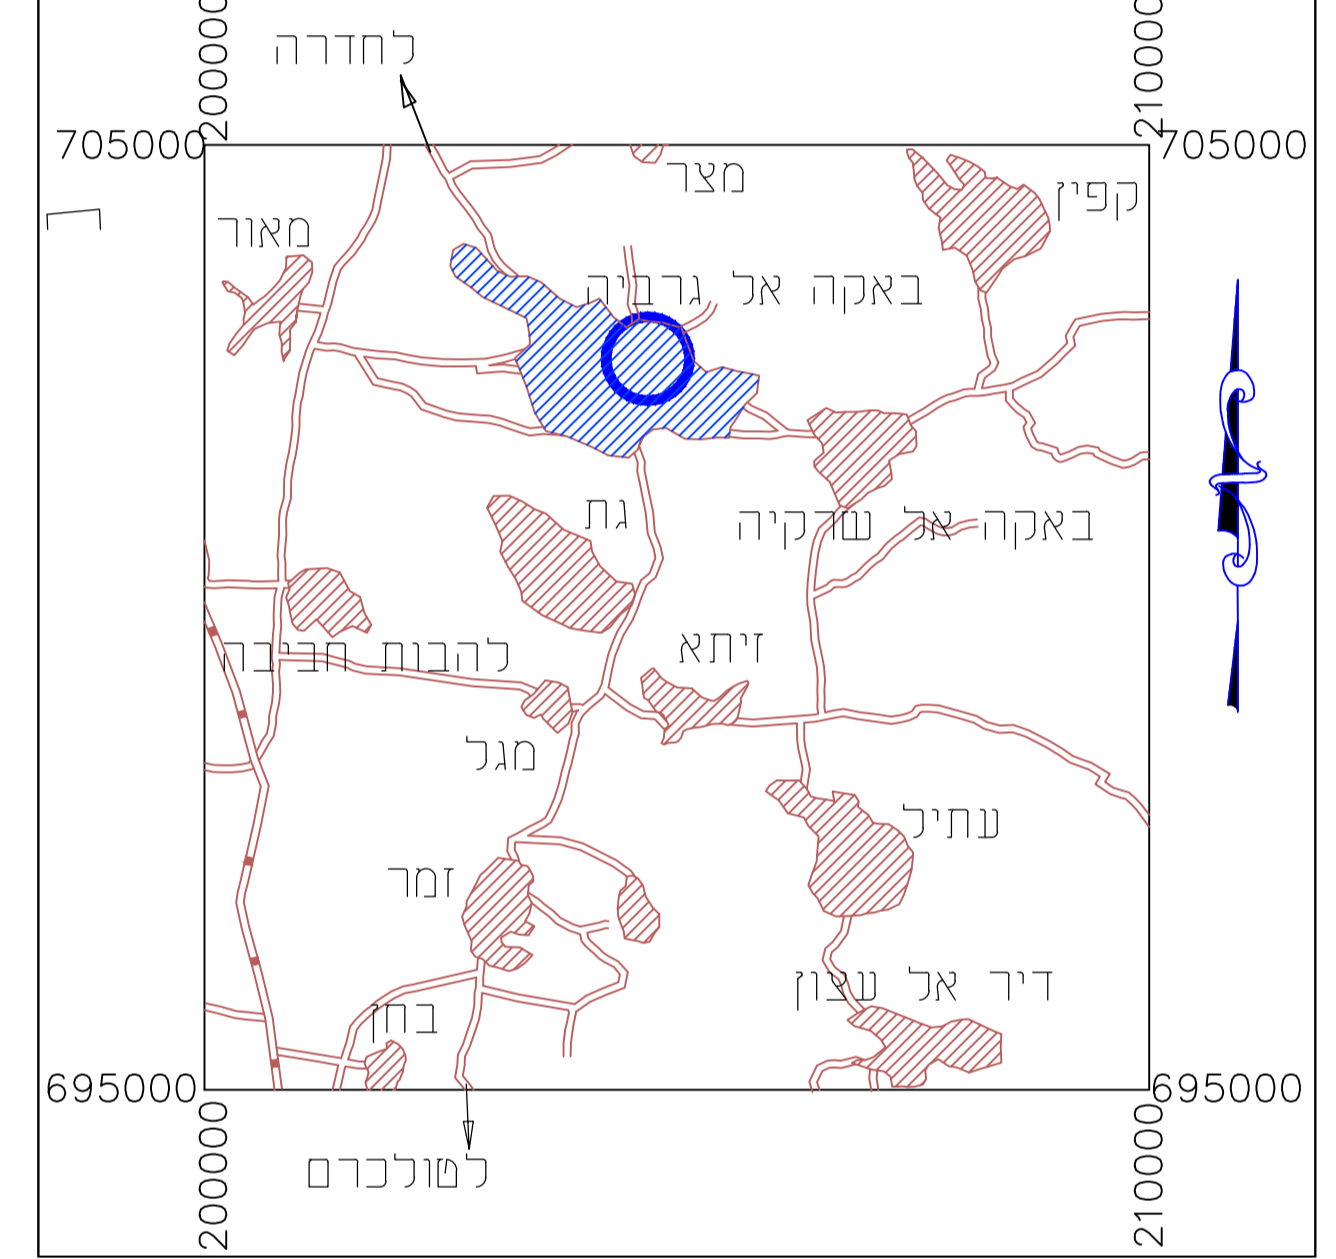 לחדרה
200000
210000
705000
705000
מצר
קפין
מאור
באקה אל גרביה
גת
באקה אל שרקיה
זיתא
להבות חביבה
מגל
עתיל
זמר
דיר אל עצון
בחן
695000
695000
200000
210000
לטולכרם